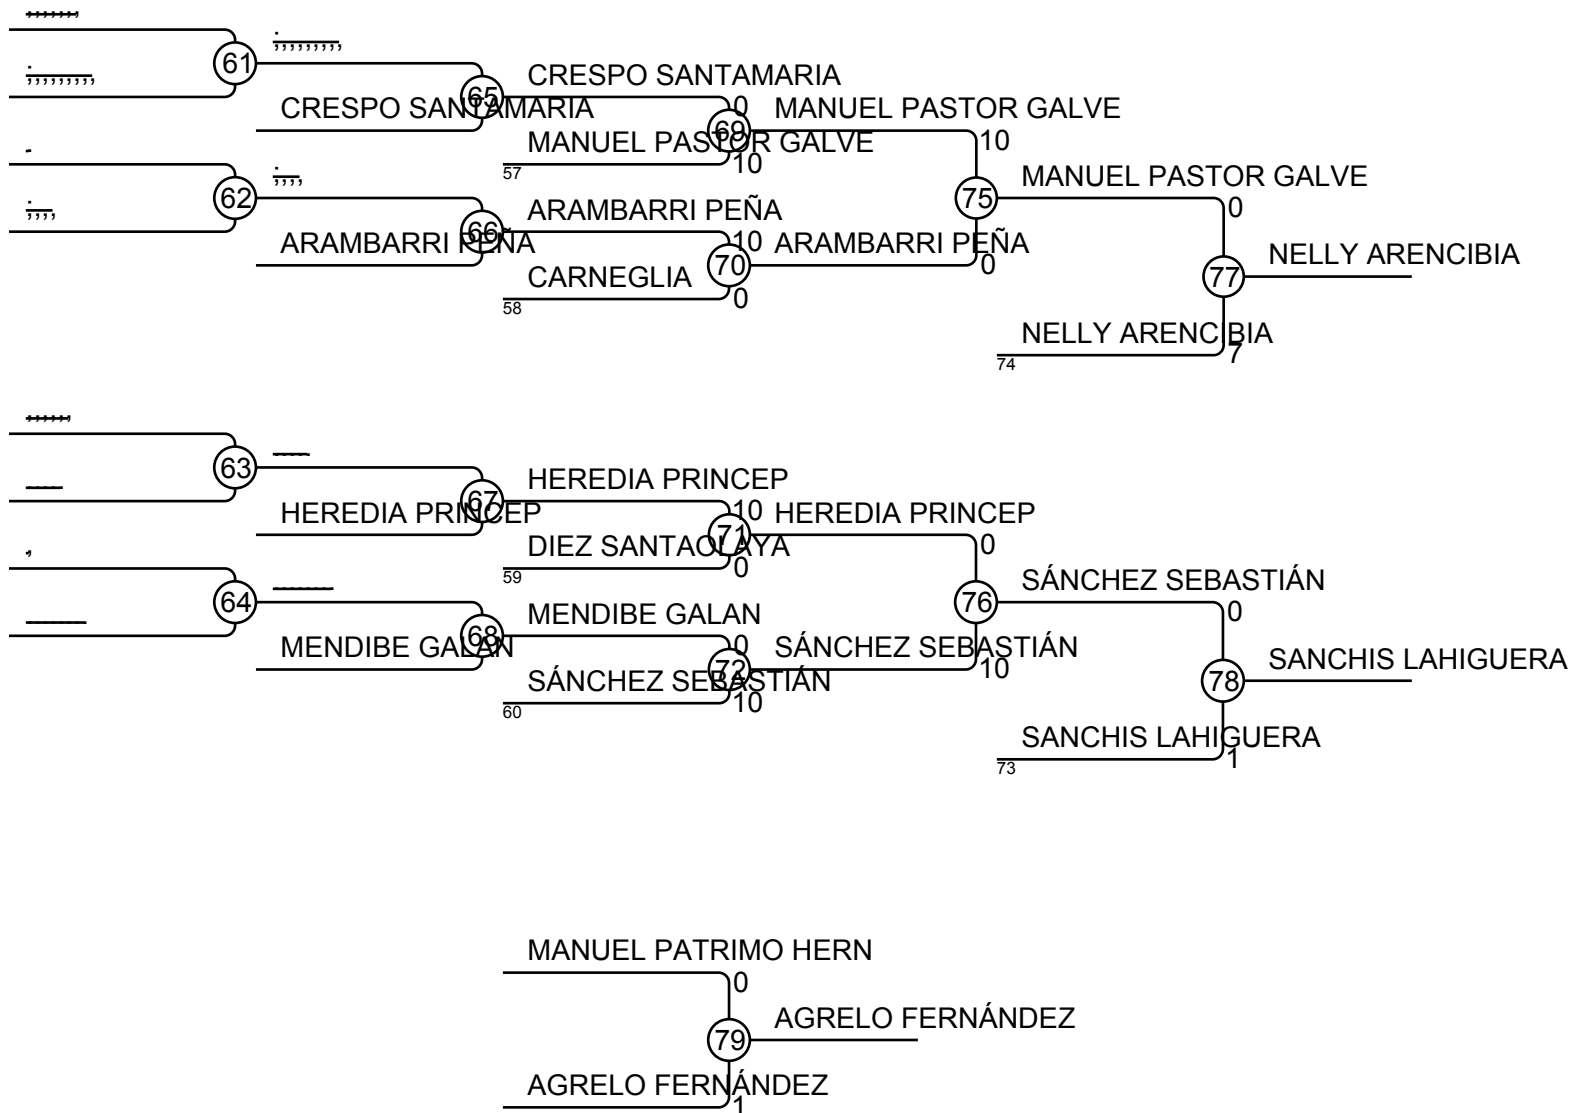 61
CRESPO SANTAMARIA
65
CRESPO SANTAMARIA
0
MANUEL PASTOR GALVE
57
69
10
MANUEL PASTOR GALVE
10
62
ARAMBARRI PEÑA
66
ARAMBARRI PEÑA
10
CARNEGLIA
58
70
0
ARAMBARRI PEÑA
0
75
MANUEL PASTOR GALVE
0
NELLY ARENCIBIA
74
7
77
NELLY ARENCIBIA
63
HEREDIA PRINCEP
67
HEREDIA PRINCEP
10
DIEZ SANTAOLAYA
59
71
0
HEREDIA PRINCEP
0
64
MENDIBE GALAN
68
MENDIBE GALAN
0
SÁNCHEZ SEBASTIÁN
60
72
10
SÁNCHEZ SEBASTIÁN
10
76
SÁNCHEZ SEBASTIÁN
0
SANCHIS LAHIGUERA
73
1
78
SANCHIS LAHIGUERA
MANUEL PATRIMO HERN
0
79
AGRELO FERNÁNDEZ
AGRELO FERNÁNDEZ
1